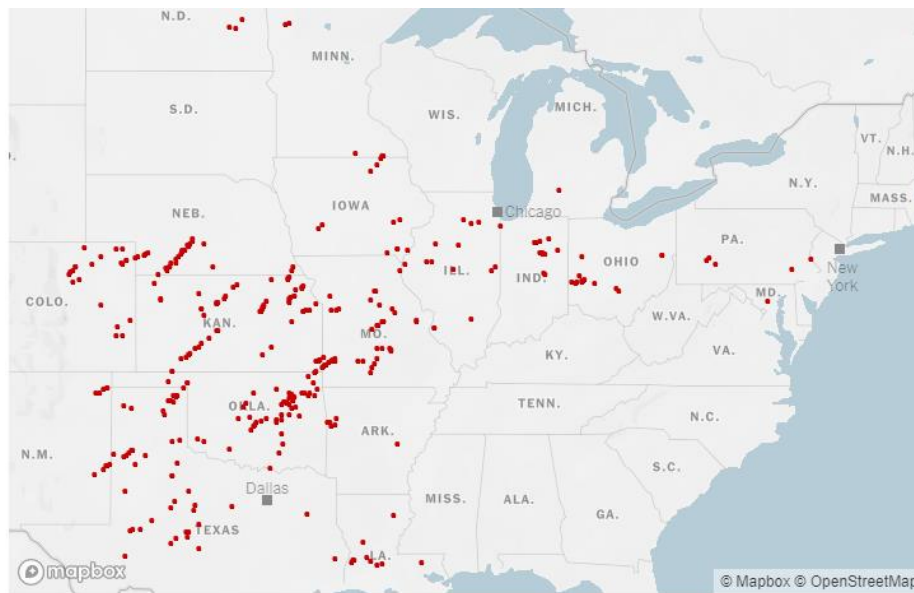 N.D.
MINN.
S.D.
WIS.
MICH.
VT.
N.H.
N.Y.
MASS.
IOWA
NEB.
Chicago
PA.
New
York
OHIO
ILL.
IND.
COLO.
MD.
KAN.
W.VA.
MO.
VA.
KY.
OKLA.
TENN.
N.C.
ARK.
N.M.
S.C.
Dallas
MISS.
ALA.
GA.
TEXAS
LA.
mapbox
© Mapbox © OpenStreetMap